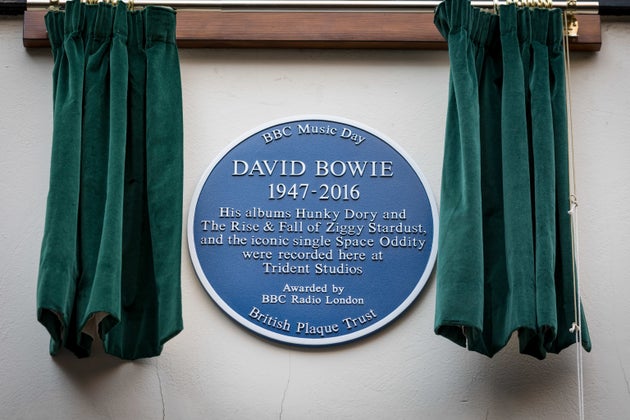 BBC Music Day
DAVID BOWIE
1947-2016
His albums Hunky Dory and
The Rise & Fall of Ziggy Stardust,
and the iconic single Space Oddity
were recorded here at
Trident Studios
Awarded by
BBC Radio London
British Plaque Trust